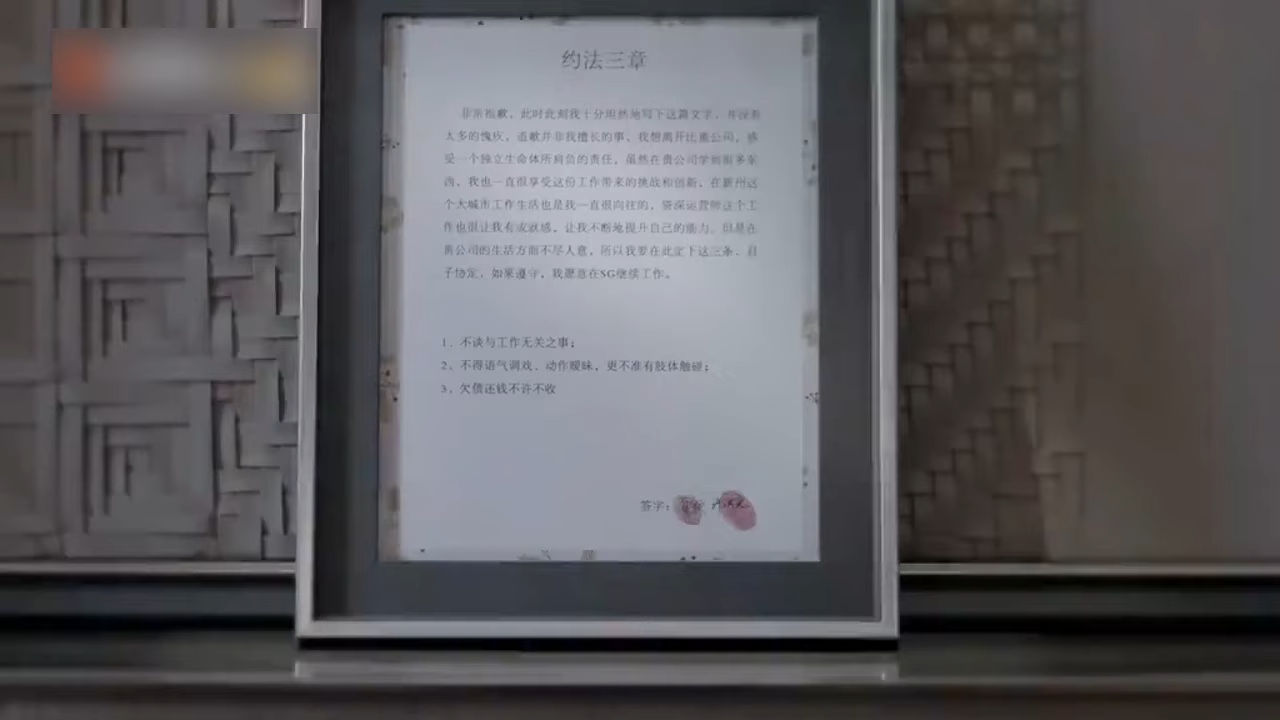 约法三章
非常抱歉，此时此刻我十分坦然地写下这篇文字，并没有
太多的愧疚，道歉并非我擅长的事，我想离开比重公司，感
受一个独立生命体所肩负的责任，虽然在贵公司学到很多东
西，我也一直很享受这份工作带来的挑战和创新，在新州这
个大城市工作生活也是我一直很向往的，资深运营师这个工
作也很让我有成就感，让我不断地提升自己的能力。但是在
贵公司的生活方面不尽人意，所以我要在此定下这三条
协定，如果遵守，我愿意在SG继续工作。
1、不谈与工作无关之事；
2、不得语气调戏、动作暧昧，更不准有肢体触碰；
3、欠债还钱不许不收
签字：